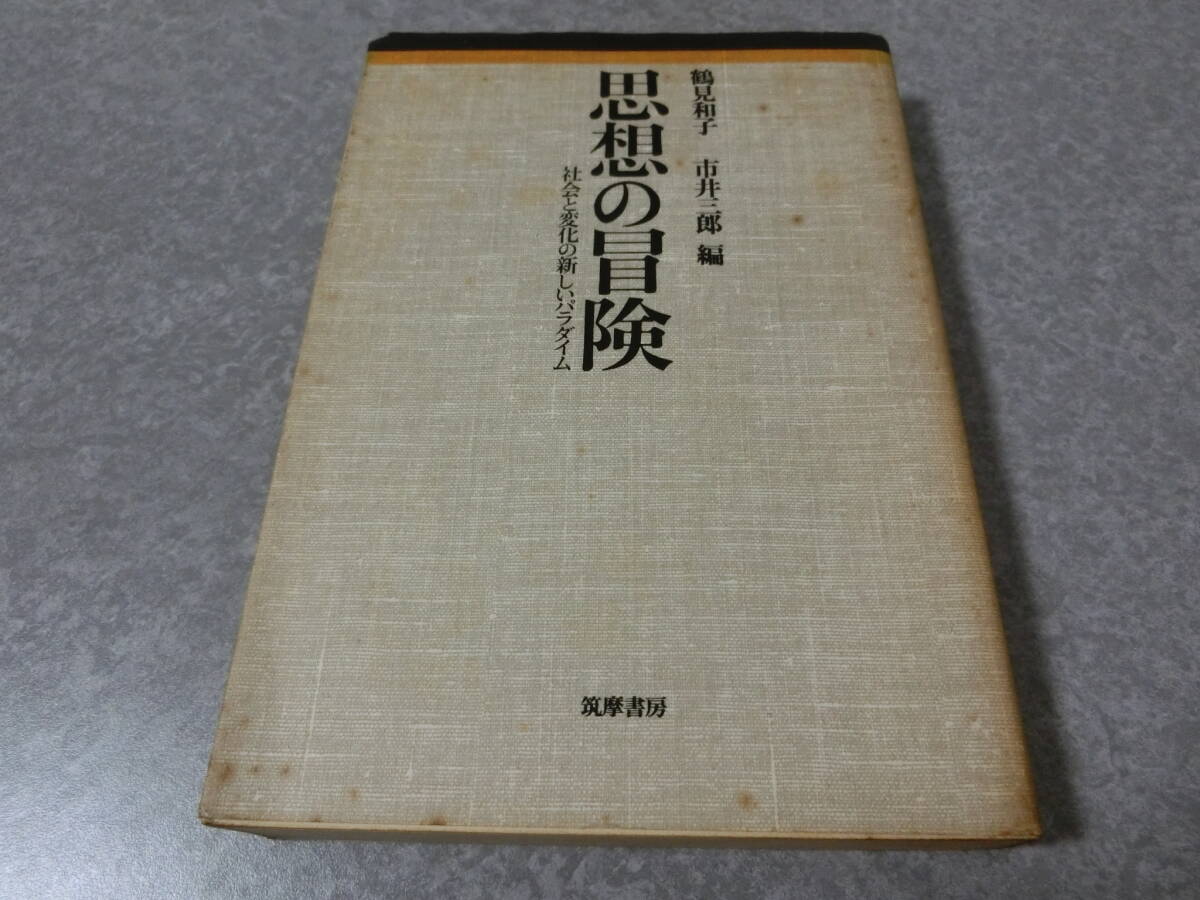 鶴見和子 市井三郎 編
思想の冒険
社会と変化の新しいパラダイム
筑摩書房